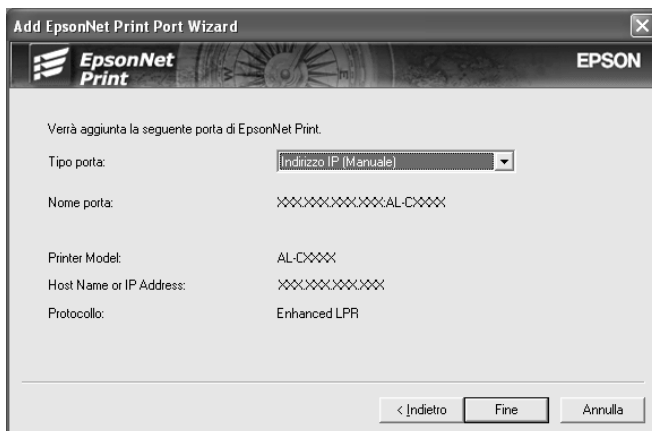 Add EpsonNet Print Port Wizard
EpsonNet
Print
EPSON
Verrà aggiunta la seguente porta di EpsonNet Print.
Tipo porta: Indirizzo IP (Manuale)
Nome porta: XXX.XXX.XXX.XXX:AL-CXXXX
Printer Model: AL-CXXXX
Host Name or IP Address: XXX.XXX.XXX.XXX
Protocollo: Enhanced LPR
< Indietro Fine Annulla